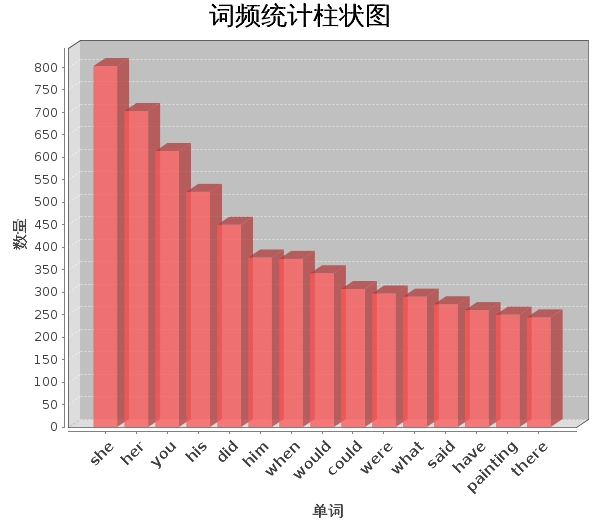 词频统计柱状图
800
750
700
650
600
550
500
450
400
350
300
250
200
150
100
50
0
数量
she
her
you
his
did
him
when
would
could
were
what
said
have
painting
there
单词